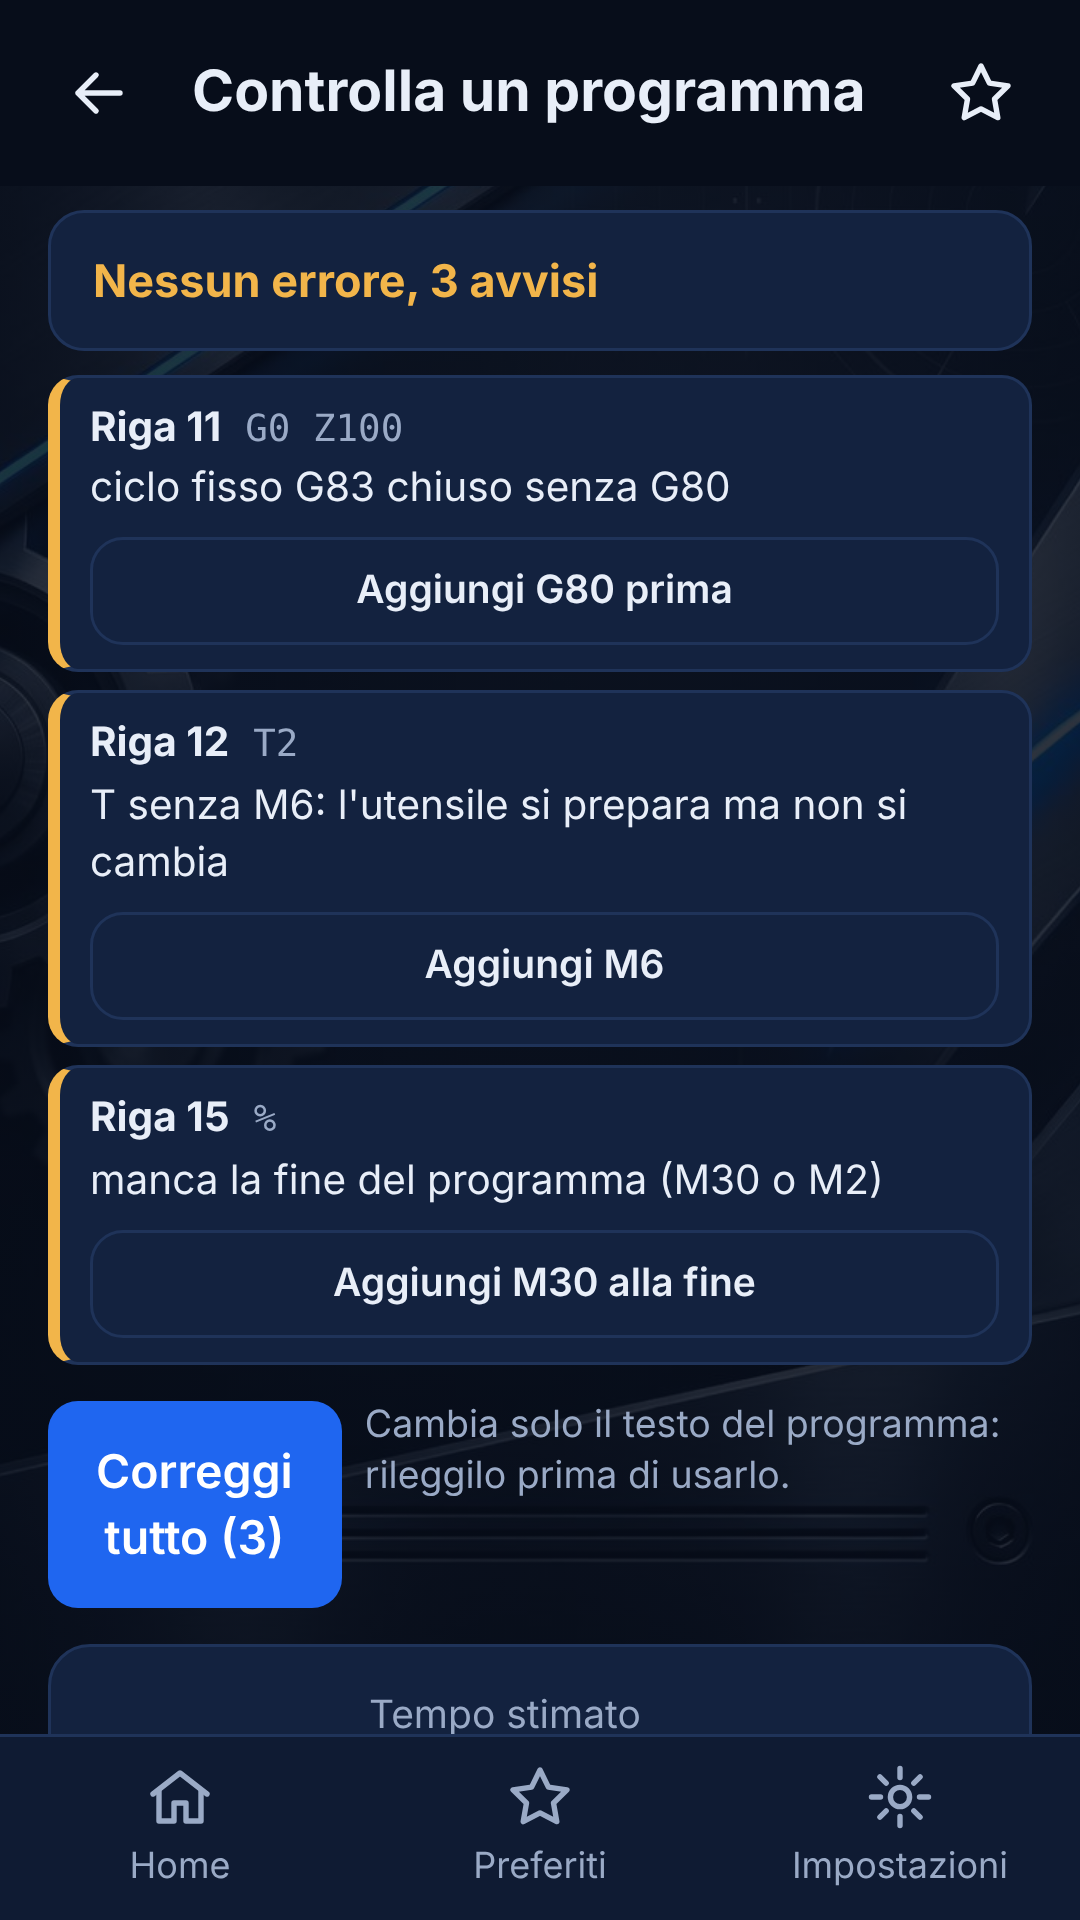 Controlla un programma
Nessun errore, 3 avvisi
Riga 11 G0 Z100
ciclo fisso G83 chiuso senza G80
Aggiungi G80 prima
Riga 12 T2
T senza M6: l'utensile si prepara ma non si
cambia
Aggiungi M6
Riga 15 %
manca la fine del programma (M30 o M2)
Aggiungi M30 alla fine
Correggi
tutto (3)
Cambia solo il testo del programma:
rileggilo prima di usarlo.
Tempo stimato
Home
Preferiti
Impostazioni